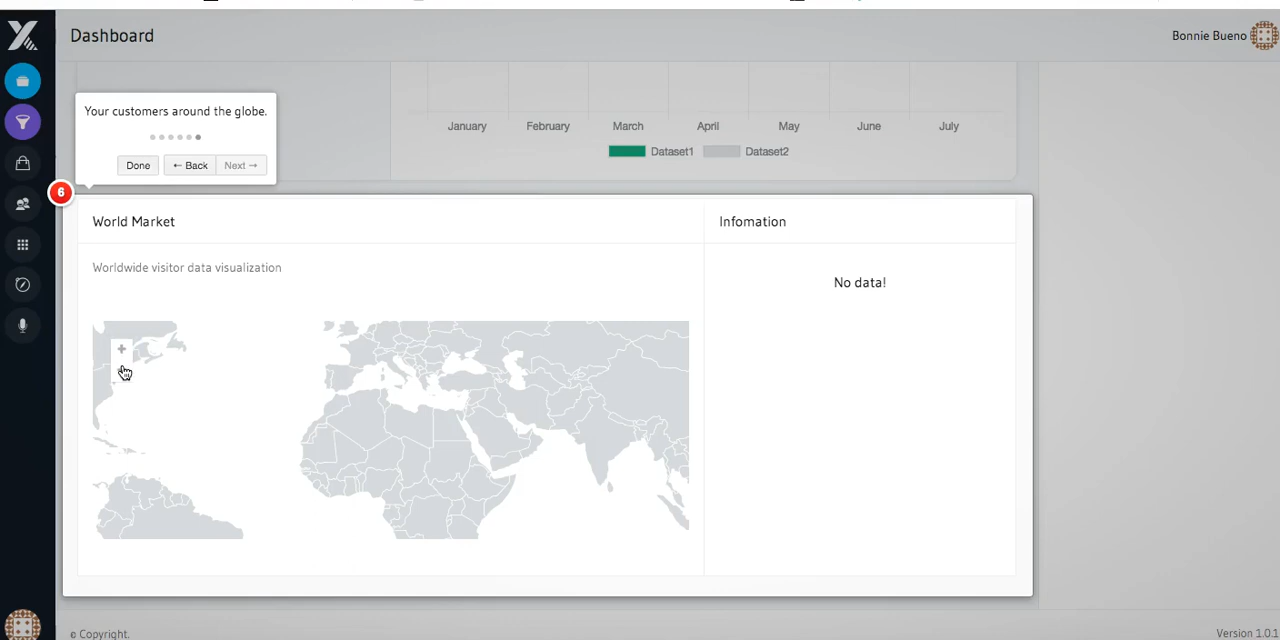 Dashboard
Bonnie Bueno
Your customers around the globe.
Done
← Back
Next →
January February March April May June July
Dataset1 Dataset2
6
World Market
Infomation
Worldwide visitor data visualization
No data!
+
© Copyright.
Version 1.0.1